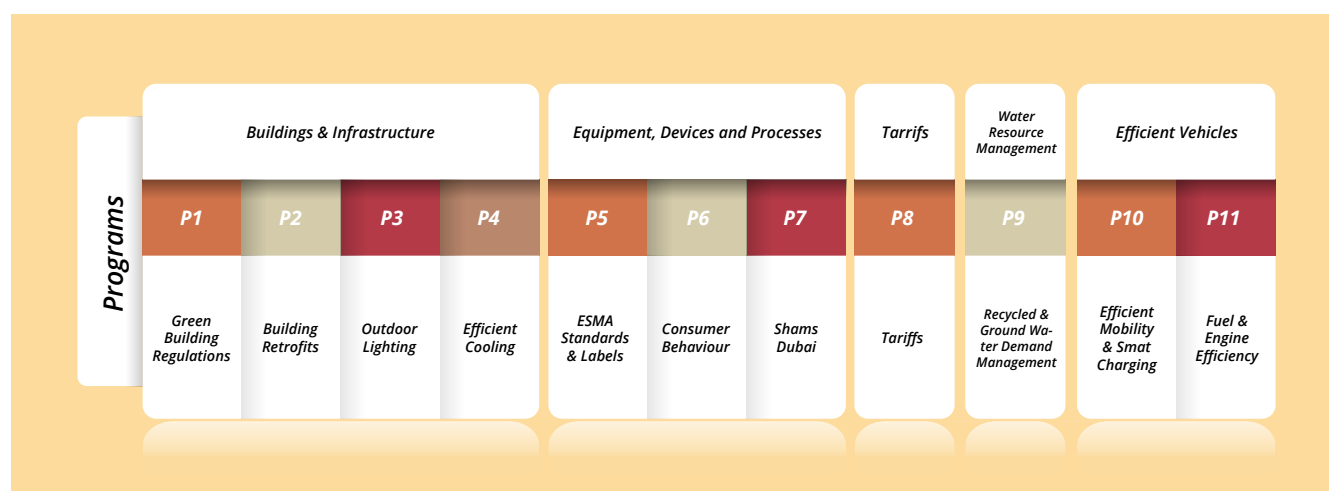 Programs
Buildings & Infrastructure
P1
P2
P3
P4
Green
Building
Regulations
Building
Retrofits
Outdoor
Lighting
Efficient
Cooling
Equipment, Devices and Processes
P5
P6
P7
ESMA
Standards
& Labels
Consumer
Behaviour
Shams
Dubai
Tarrifs
P8
Tariffs
Water
Resource
Management
P9
Recycled &
Ground Wa-
ter Demand
Management
Efficient Vehicles
P10
P11
Efficient
Mobility
& Smat
Charging
Fuel &
Engine
Efficiency